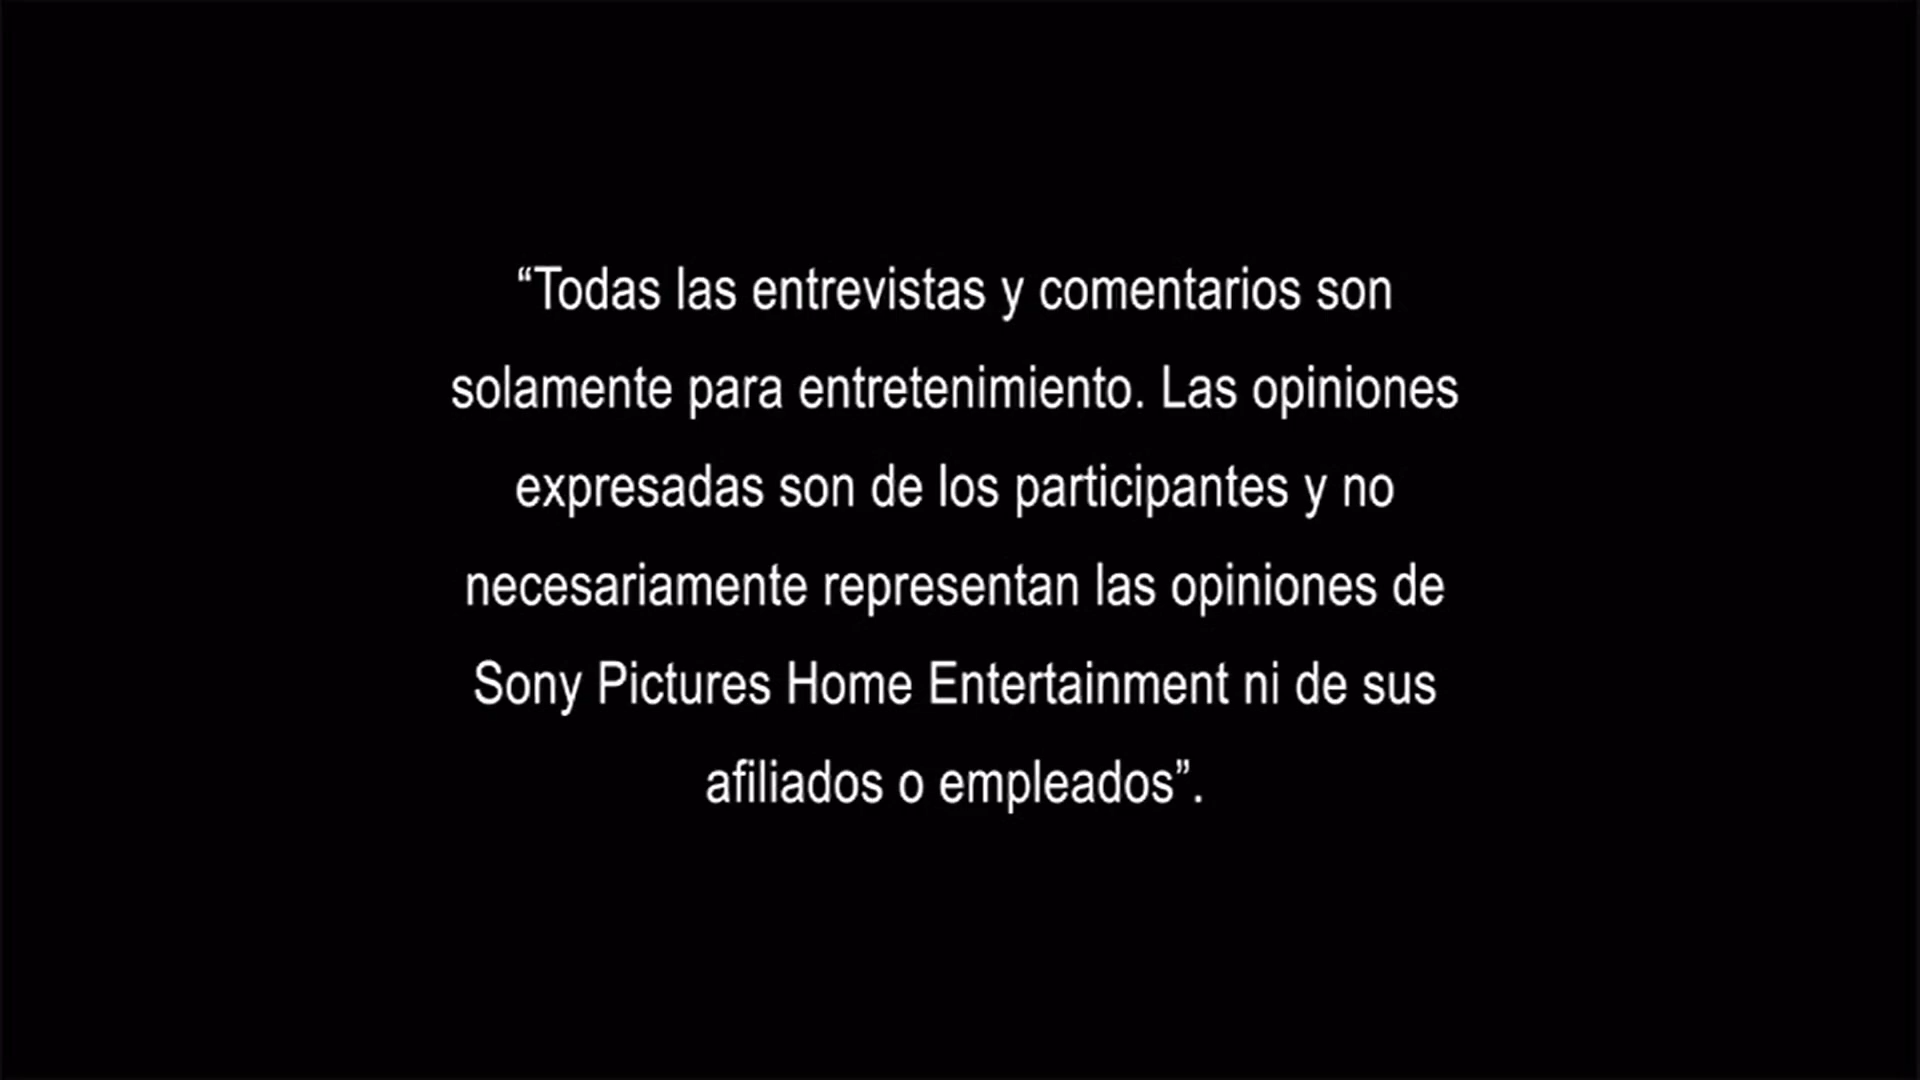 “Todas las entrevistas y comentarios son
solamente para entretenimiento. Las opiniones
expresadas son de los participantes y no
necesariamente representan las opiniones de
Sony Pictures Home Entertainment ni de sus
afiliados o empleados”.